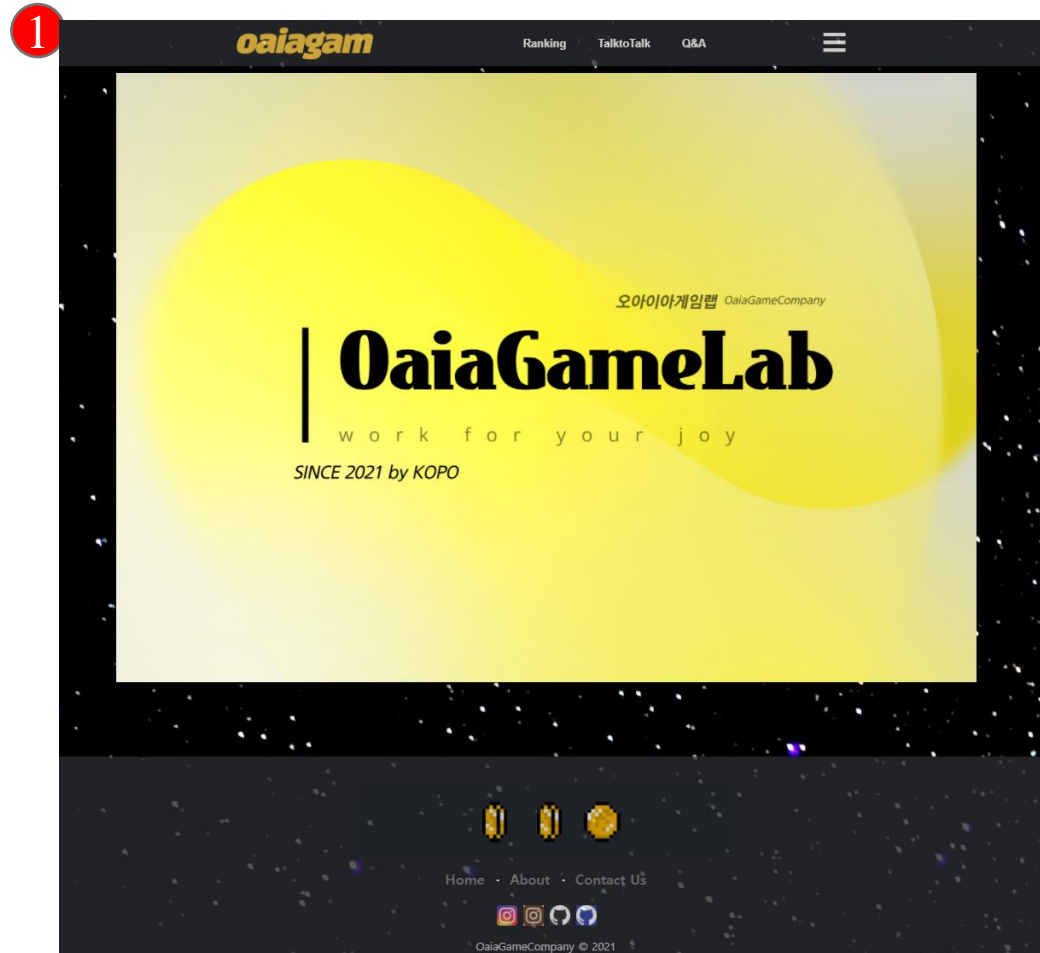 1
oaiagam Ranking TalktoTalk Q&A
오아이아게임랩 OaiaGameCompany
OaiaGameLab
work for your joy
SINCE 2021 by KOPO
Home · About · Contact Us
OaiaGameCompany © 2021